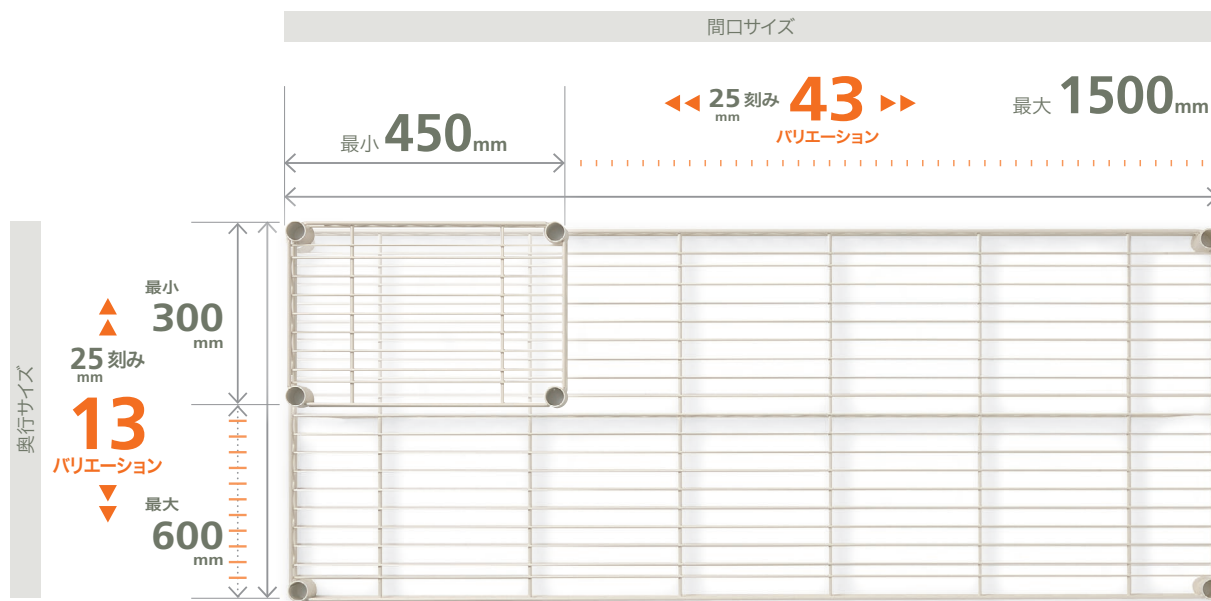 間口サイズ
25 刻み 43
mm
バリエーション
最大 1500mm
最小 450mm
奥行サイズ
最小
300
mm
25 刻み
mm
13
バリエーション
最大
600
mm